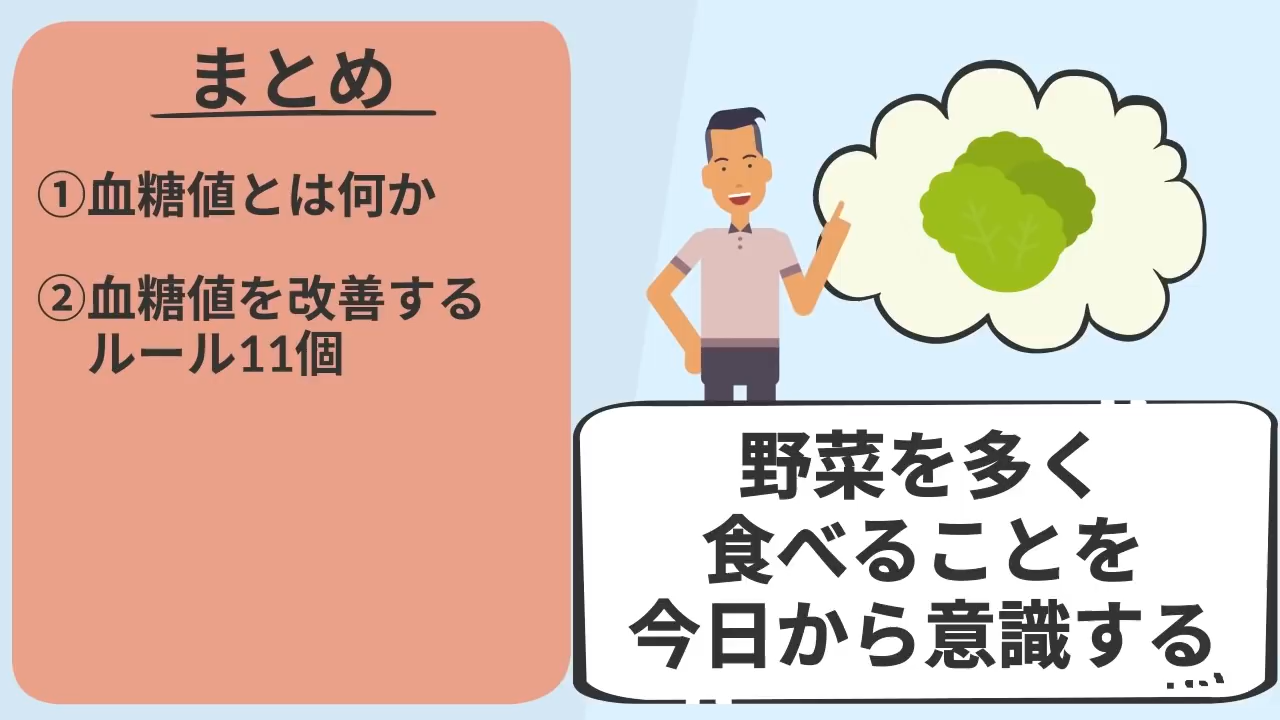 まとめ
①血糖値とは何か
②血糖値を改善する
ルール11個
野菜を多く
食べることを
今日から意識する